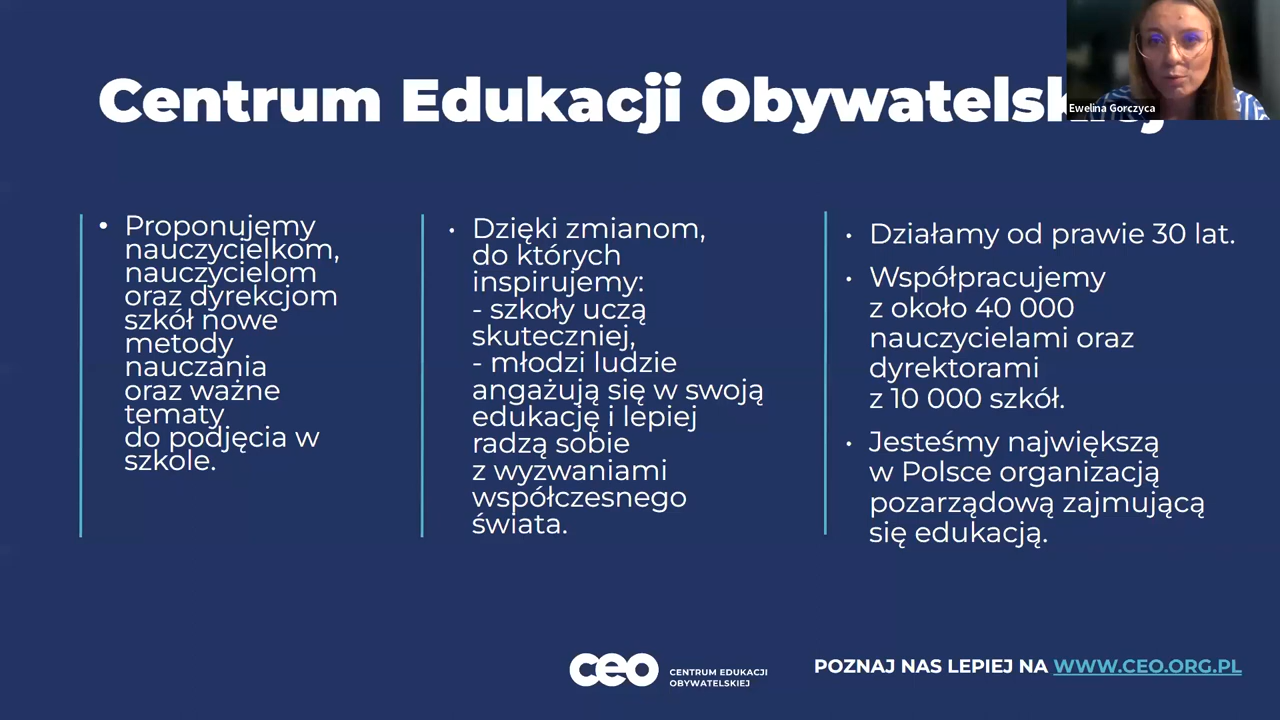 Centrum Edukacji Obywatelskiej
Ewelina Gorczyca
• Proponujemy
nauczycielkom,
nauczycielom
oraz dyrekcjom
szkół nowe
metody
nauczania
oraz ważne
tematy
do podjęcia w
szkole.
• Dzięki zmianom,
do których
inspirujemy:
- szkoły uczą
skuteczniej,
- młodzi ludzie
angażują się w swoją
edukację i lepiej
radzą sobie
z wyzwaniami
współczesnego
świata.
• Działamy od prawie 30 lat.
• Współpracujemy
z około 40 000
nauczycielami oraz
dyrektorami
z 10 000 szkół.
• Jesteśmy największą
w Polsce organizacją
pozarządową zajmującą
się edukacją.
ceo
CENTRUM EDUKACJI
OBYWATELSKIEJ
POZNAJ NAS LEPIEJ NA WWW.CEO.ORG.PL